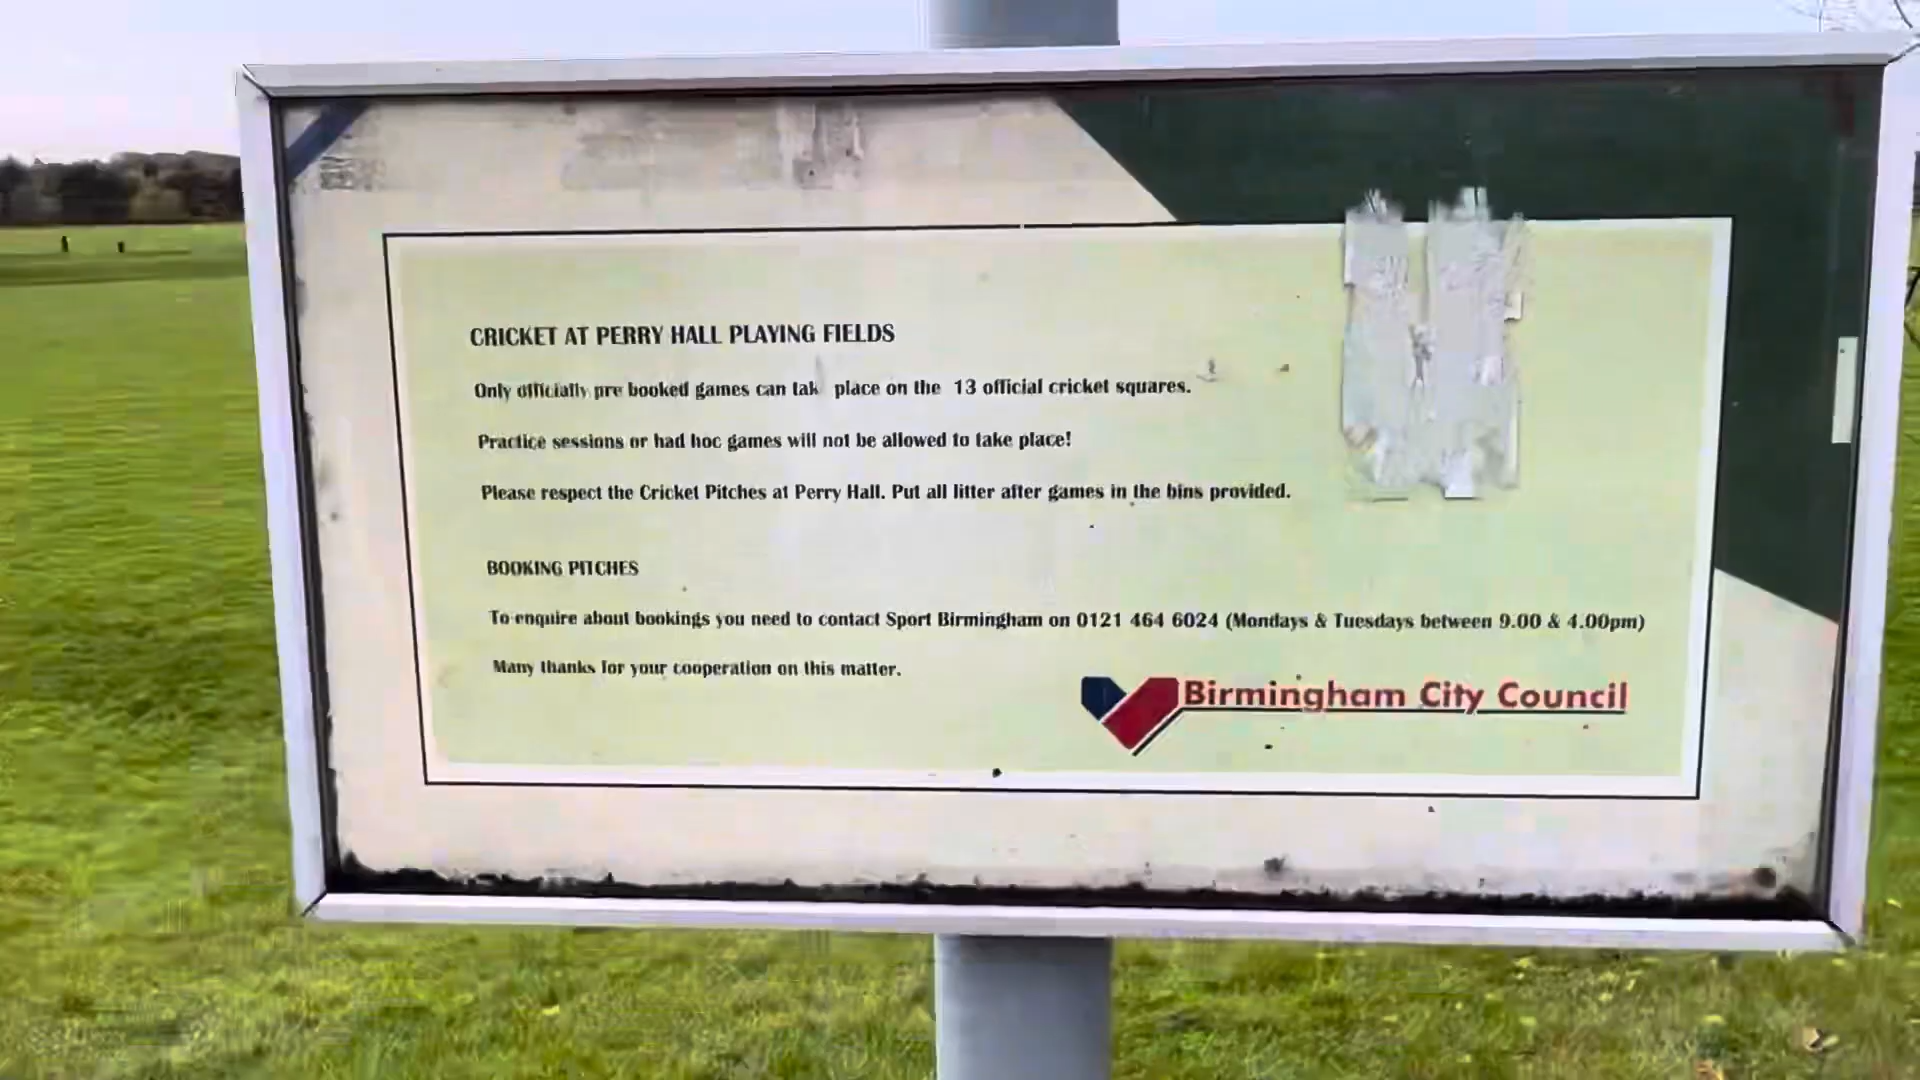 CRICKET AT PERRY HALL PLAYING FIELDS
Only officially pre booked games can tak place on the 13 official cricket squares.
Practice sessions or had hoc games will not be allowed to take place!
Please respect the Cricket Pitches at Perry Hall. Put all litter after games in the bins provided.
BOOKING PITCHES
To enquire about bookings you need to contact Sport Birmingham on 0121 464 6024 (Mondays & Tuesdays between 9.00 & 4.00pm)
Many thanks for your cooperation on this matter.
Birmingham City Council